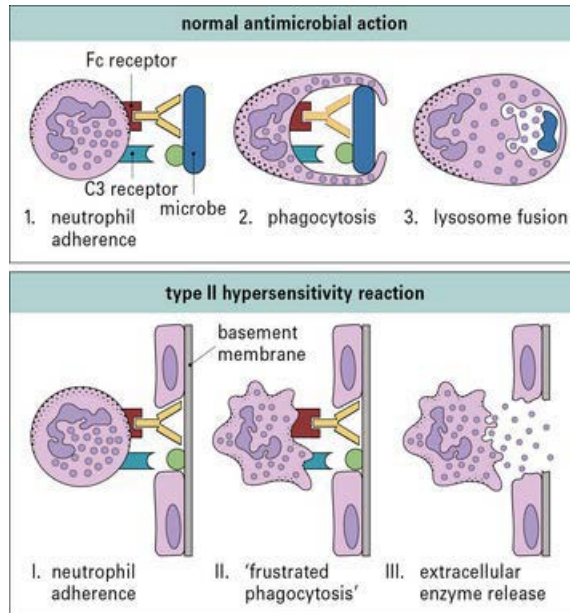 normal antimicrobial action
Fc receptor
C3 receptor
microbe
1. neutrophil
adherence
2. phagocytosis
3. lysosome fusion
type II hypersensitivity reaction
basement
membrane
I. neutrophil
adherence
II. 'frustrated
phagocytosis'
III. extracellular
enzyme release